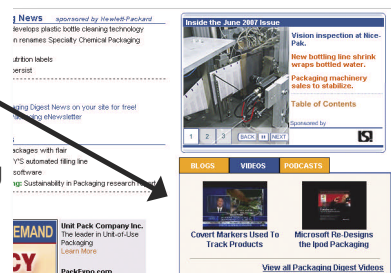 g News sponsored by Hewlett-Packard
develops plastic bottle cleaning technology
n renames Specialty Chemical Packaging
utrition labels
persist
aging Digest News on your site for free!
eNewsletter
ackages with flair
Y'S automated filling line
software
ng: Sustainability in Packaging research report
EMAND
CY
Unit Pack Company Inc.
The leader in Unit-of-Use
Packaging
Learn More
PackExpo.com
Inside the June 2007 Issue
Vision inspection at Nice-
Pak.
New bottling line shrink
wraps bottled water.
Packaging machinery
sales to stabilize.
Table of Contents
Sponsored by
1 2 3 BACK II NEXT
BLOGS VIDEOS PODCASTS
Covert Markers Used To
Track Products
Microsoft Re-Designs
the Ipod Packaging
View all Packaging Digest Videos